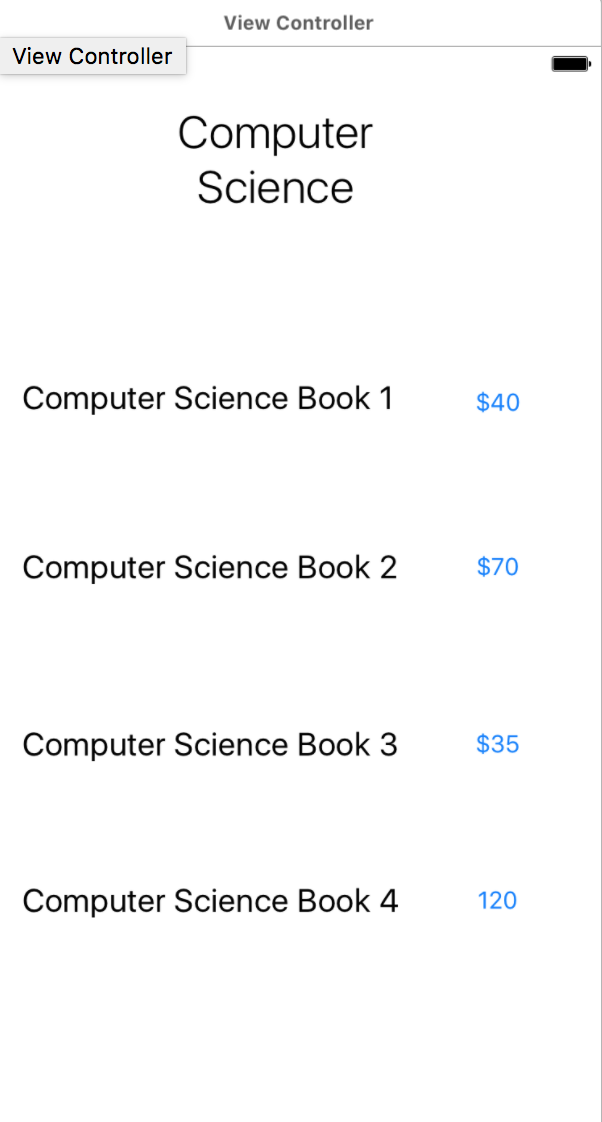 View Controller
View Controller
Computer
Science
Computer Science Book 1 $40
Computer Science Book 2 $70
Computer Science Book 3 $35
Computer Science Book 4 120